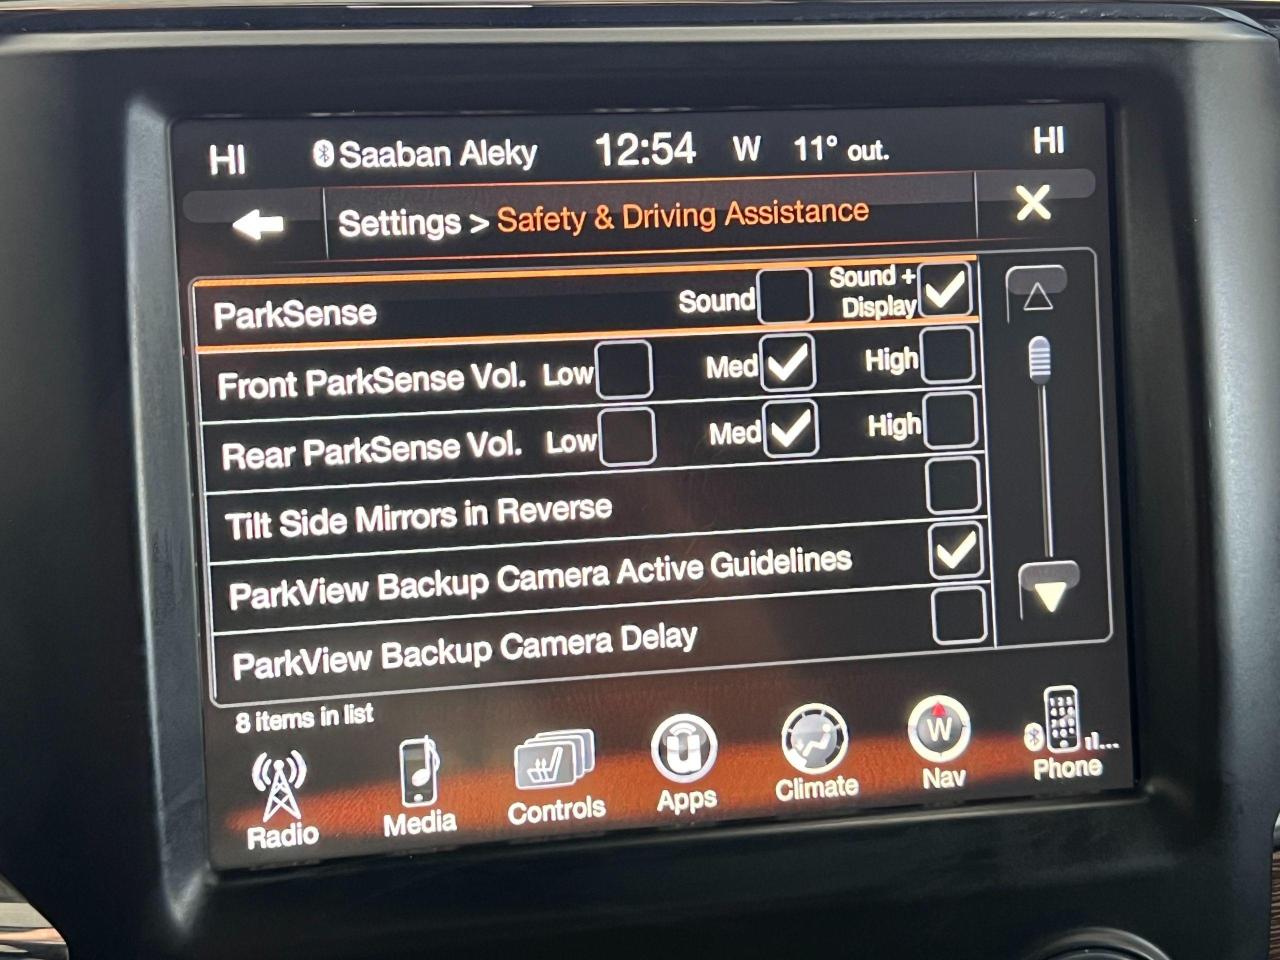 HI Saaban Aleky 12:54 W 11° out. HI
Settings > Safety & Driving Assistance
ParkSense Sound Sound + Display
Front ParkSense Vol. Low Med High
Rear ParkSense Vol. Low Med High
Tilt Side Mirrors in Reverse
ParkView Backup Camera Active Guidelines
ParkView Backup Camera Delay
8 items in list
W
Radio Media Controls Apps Climate Nav Phone